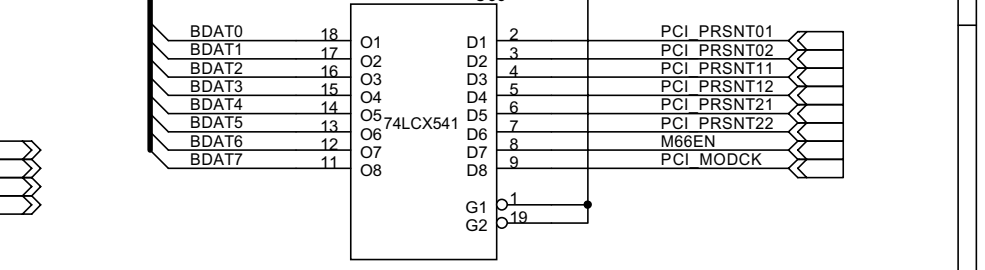 BDAT0 18 O1 D1 2 PCI_PRSNT01
BDAT1 17 O2 D2 3 PCI_PRSNT02
BDAT2 16 O3 D3 4 PCI_PRSNT11
BDAT3 15 O4 D4 5 PCI_PRSNT12
BDAT4 14 O5 D5 6 PCI_PRSNT21
74LCX541
BDAT5 13 O6 D6 7 PCI_PRSNT22
BDAT6 12 O7 D7 8 M66EN
BDAT7 11 O8 D8 9 PCI_MODCK
G1 1
G2 19